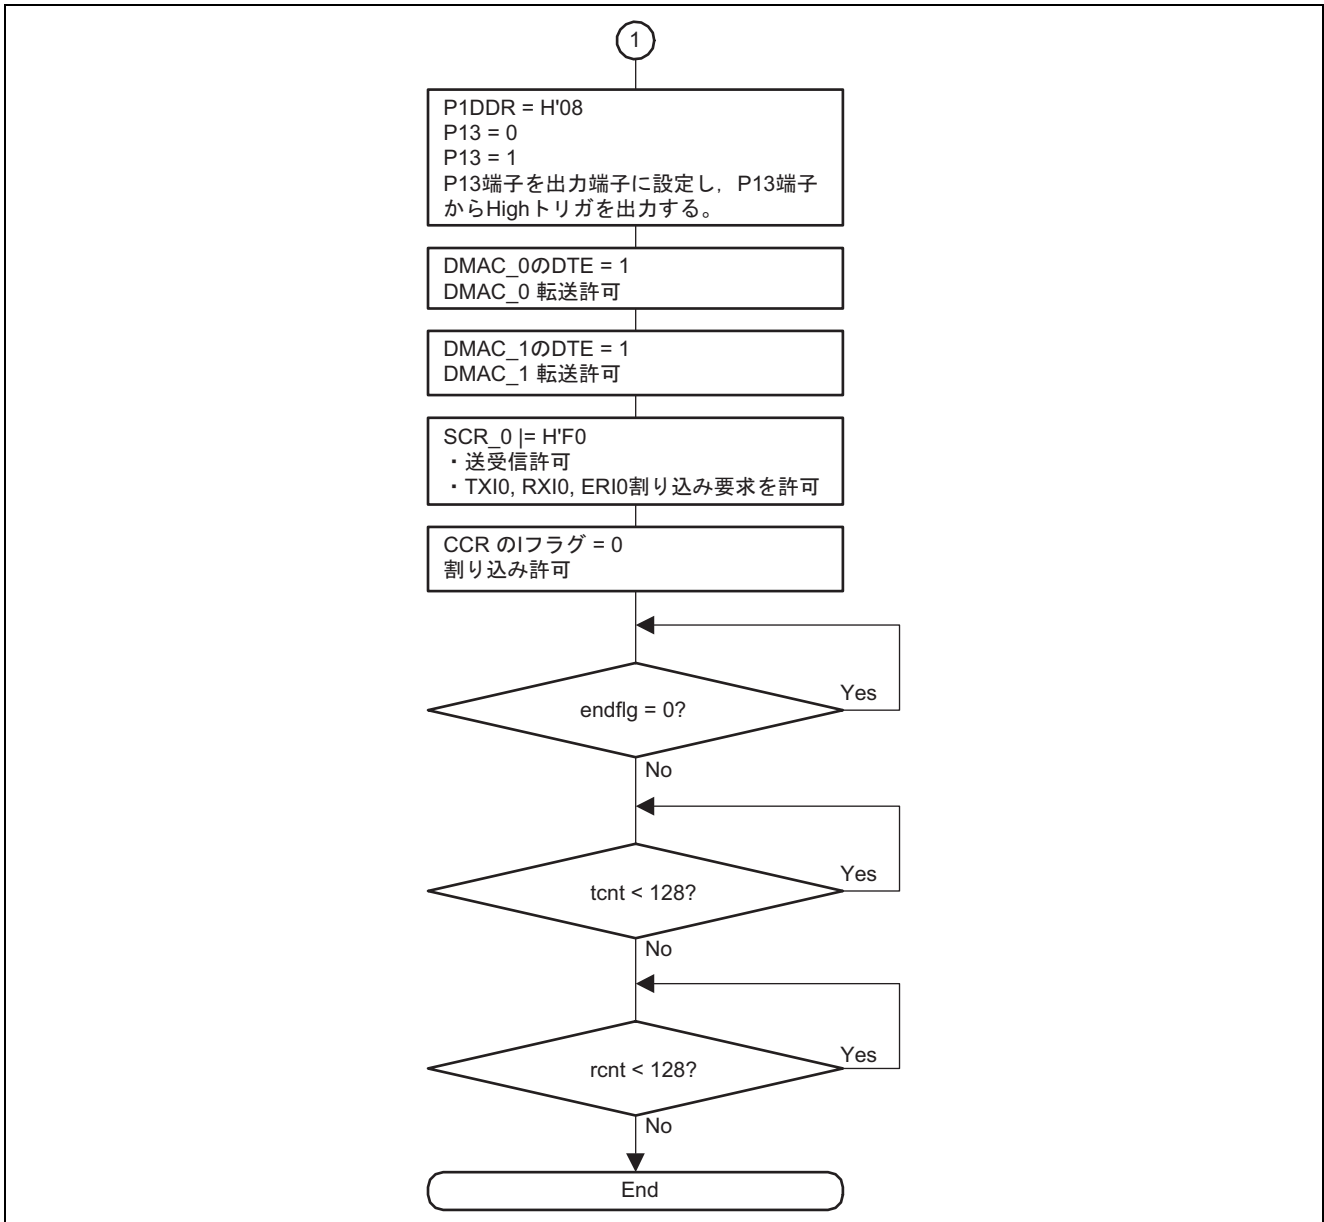 1
P1DDR = H'08
P13 = 0
P13 = 1
P13端子を出力端子に設定し，P13端子
からHighトリガを出力する。
DMAC_0のDTE = 1
DMAC_0 転送許可
DMAC_1のDTE = 1
DMAC_1 転送許可
SCR_0 |= H'F0
・送受信許可
・TXI0, RXI0, ERI0割り込み要求を許可
CCR のIフラグ = 0
割り込み許可
endflg = 0?
Yes
No
tcnt < 128?
Yes
No
rcnt < 128?
Yes
No
End